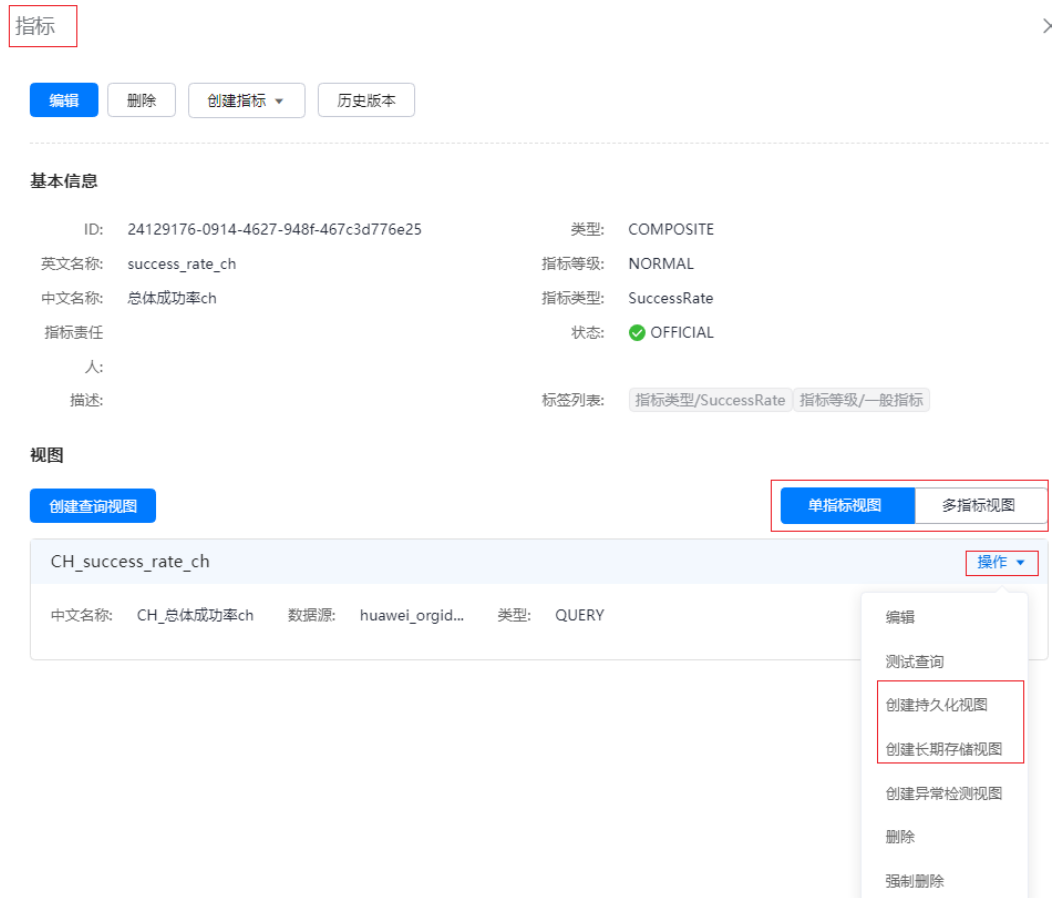 指标
编辑 删除 创建指标 历史版本
基本信息
ID: 24129176-0914-4627-948f-467c3d776e25 类型: COMPOSITE
英文名称: success_rate_ch 指标等级: NORMAL
中文名称: 总体成功率ch 指标类型: SuccessRate
指标责任 状态: OFFICIAL
人:
描述: 标签列表: 指标类型/SuccessRate 指标等级/一般指标
视图
创建查询视图 单指标视图 多指标视图
CH_success_rate_ch 操作
中文名称: CH_总体成功率ch 数据源: huawei_orgid... 类型: QUERY
编辑
测试查询
创建持久化视图
创建长期存储视图
创建异常检测视图
删除
强制删除